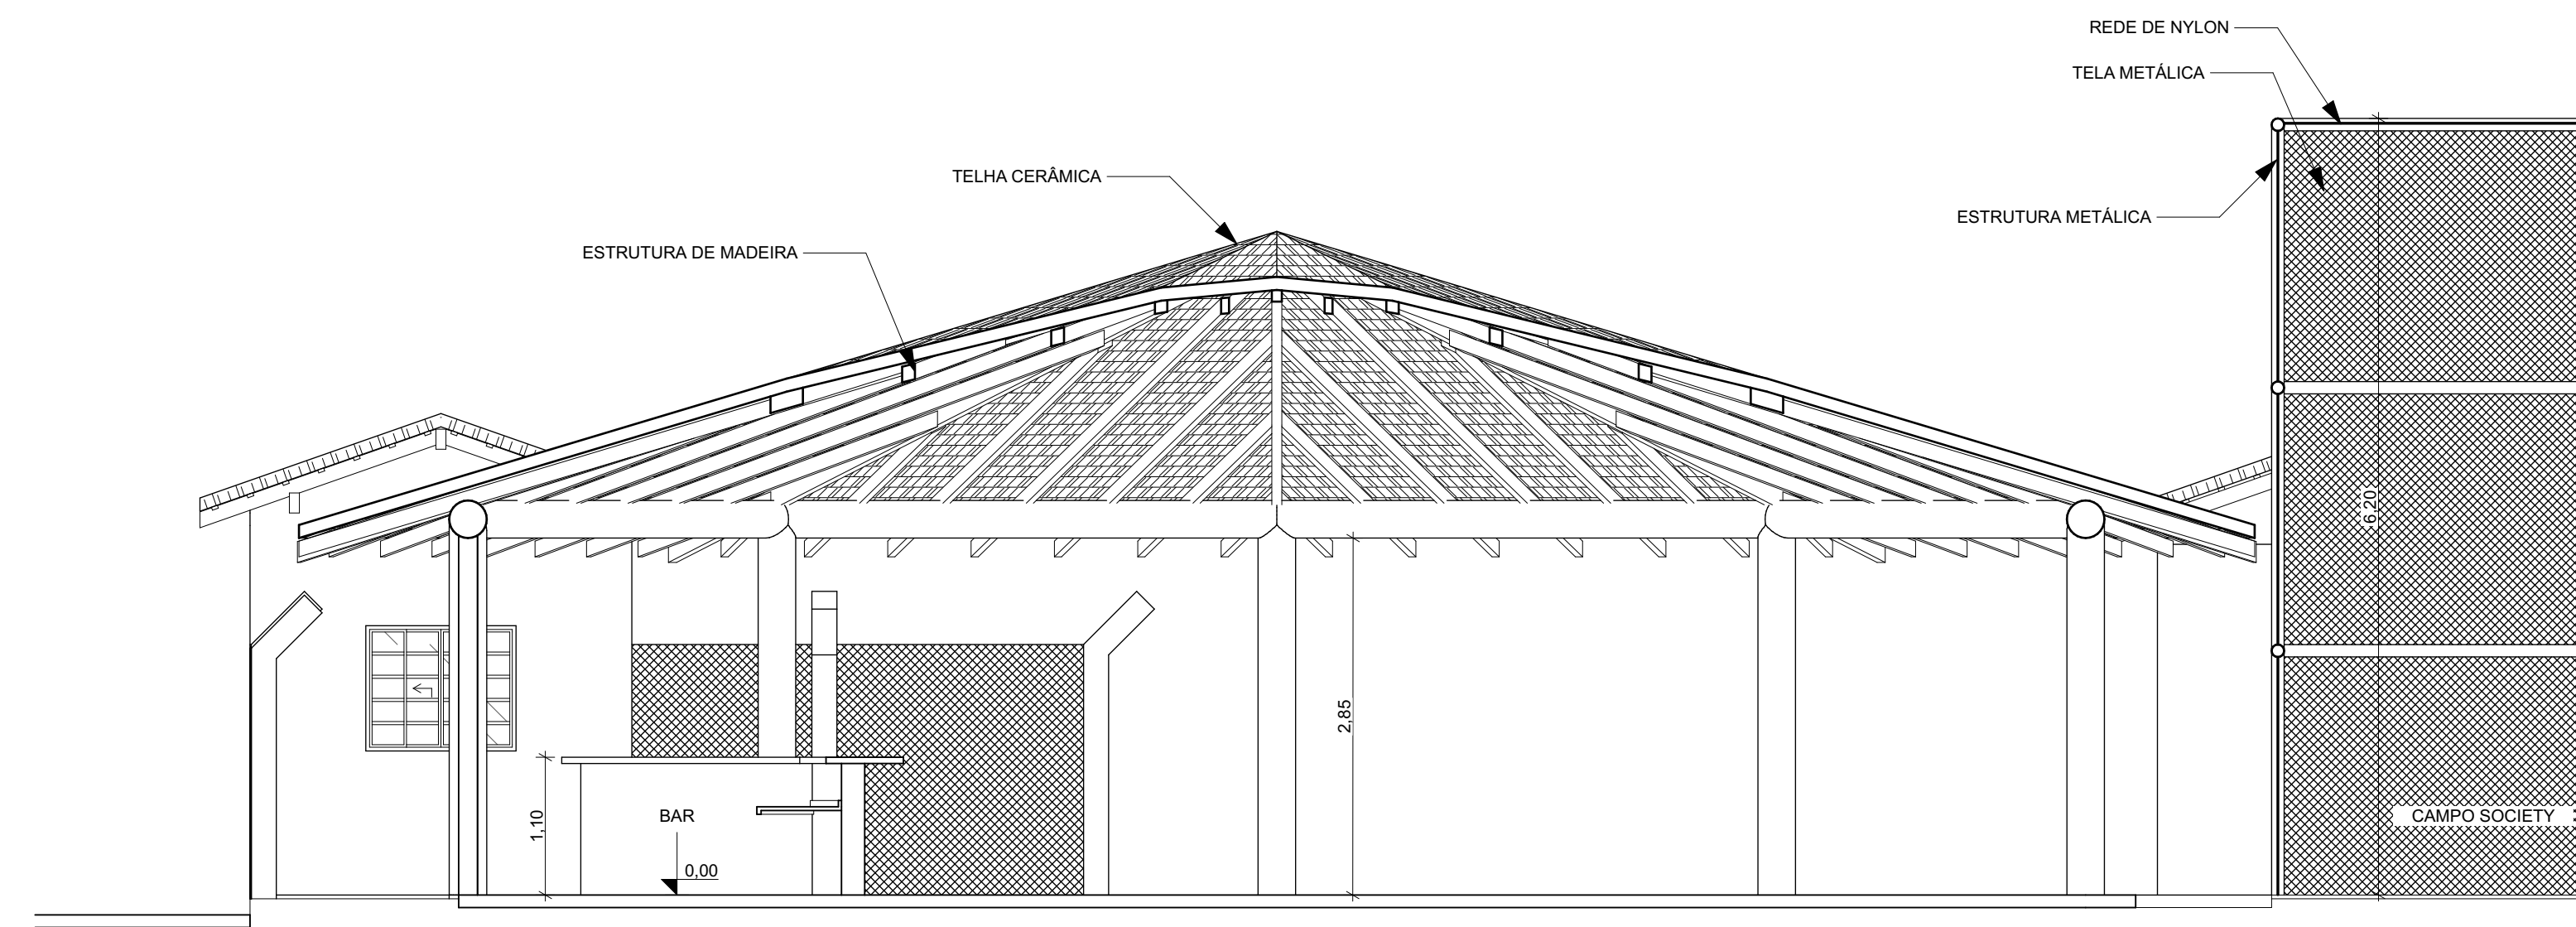 REDE DE NYLON
TELA METÁLICA
TELHA CERÂMICA
ESTRUTURA METÁLICA
ESTRUTURA DE MADEIRA
6,20
2,85
1,10
BAR
CAMPO SOCIETY
0,00